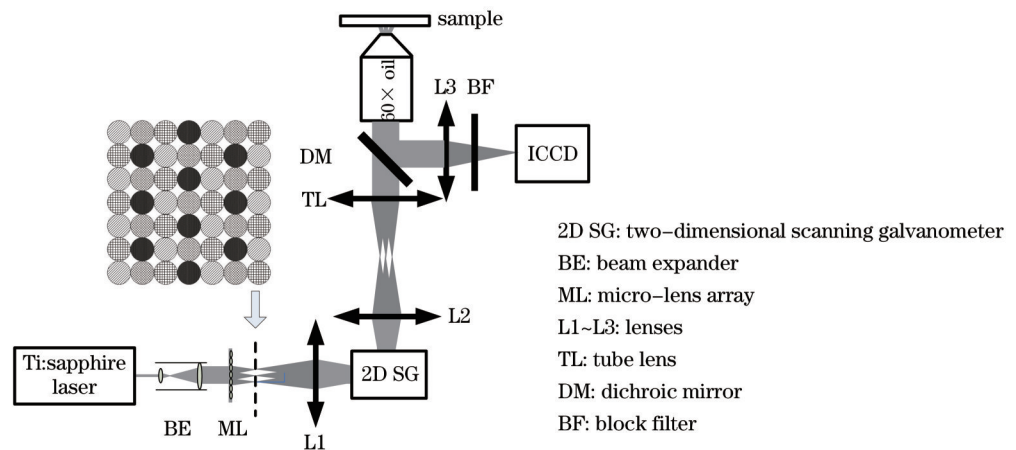 sample
60× oil
L3 BF
DM
ICCD
TL
2D SG: two-dimensional scanning galvanometer
BE: beam expander
ML: micro-lens array
L1~L3: lenses
TL: tube lens
DM: dichroic mirror
BF: block filter
L2
Ti:sapphire
laser
2D SG
BE
ML
L1